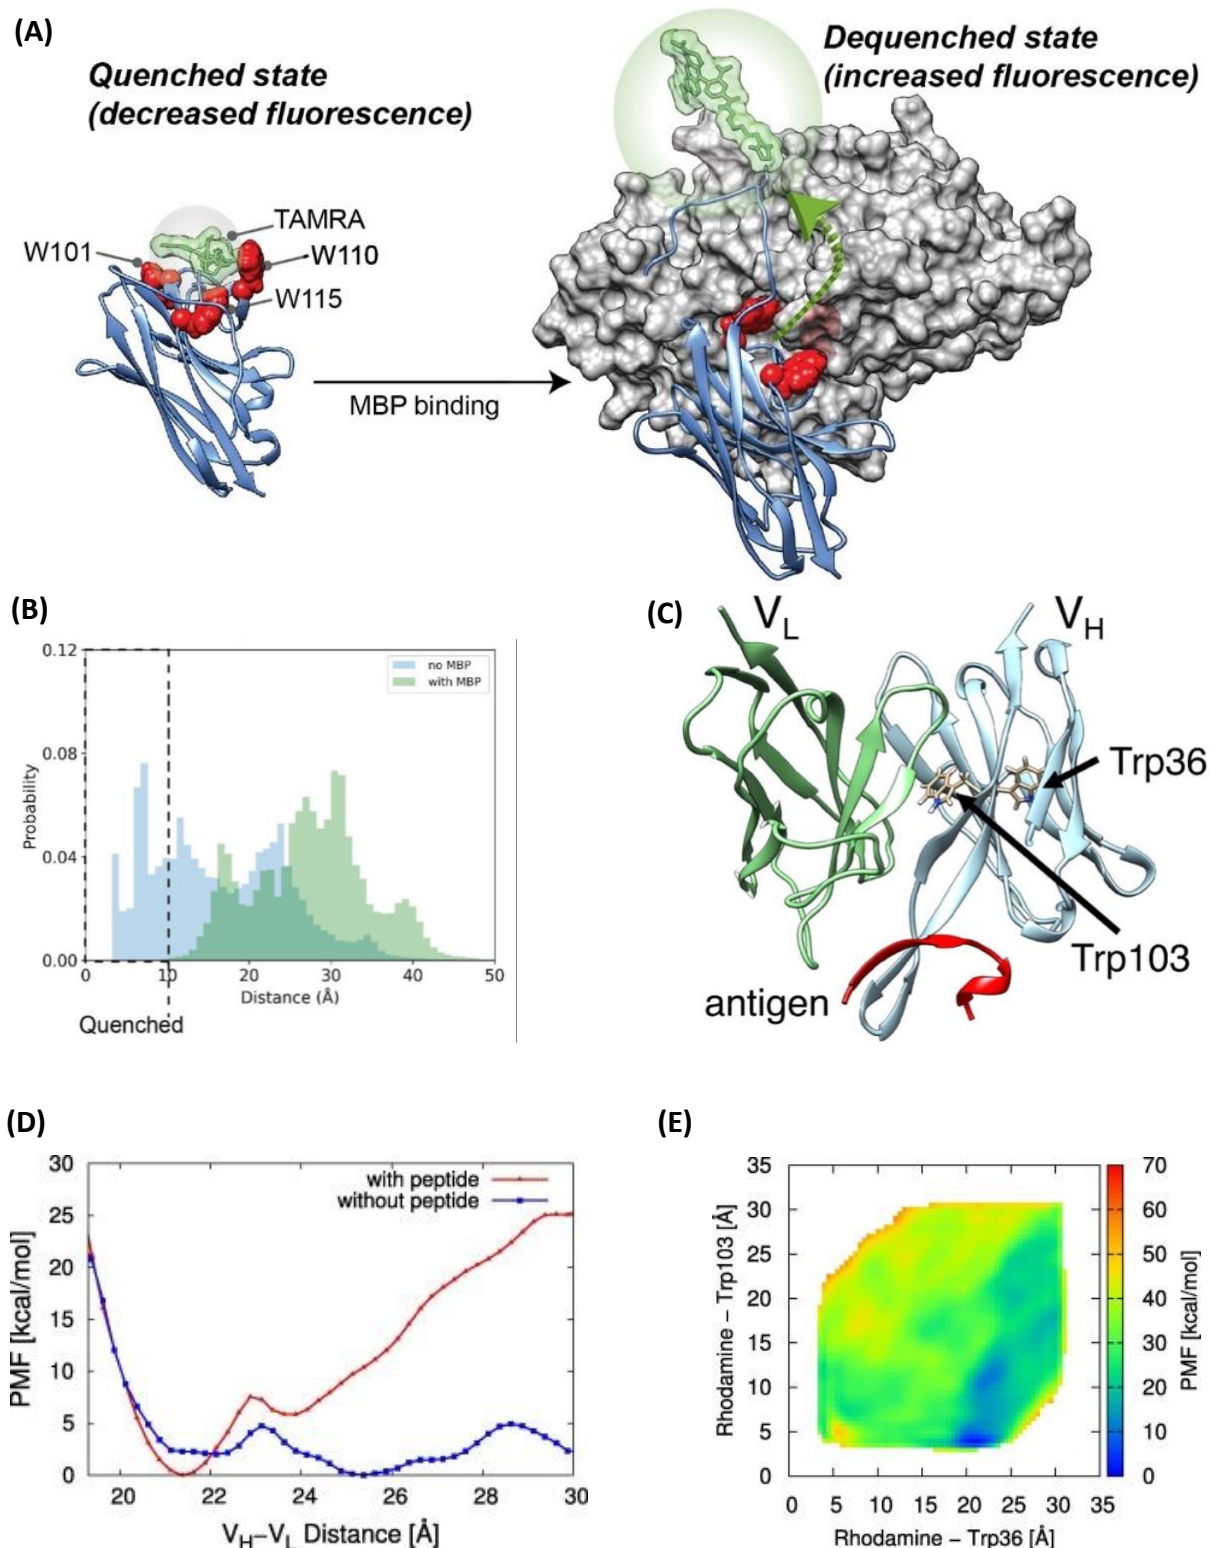 (A)
Quenched state
(decreased fluorescence)
Dequenched state
(increased fluorescence)
TAMRA
W101
W110
W115
MBP binding
(B)
0.12
0.08
0.04
0.00
Probability
no MBP
with MBP
0 10 20 30 40 50
Distance (Å)
Quenched
(C)
VL
VH
Trp36
Trp103
antigen
(D)
30
25
20
15
10
5
0
PMF [kcal/mol]
with peptide
without peptide
20 22 24 26 28 30
VH–VL Distance [Å]
(E)
35
30
25
20
15
10
5
0
Rhodamine – Trp103 [Å]
0 5 10 15 20 25 30 35
Rhodamine – Trp36 [Å]
70
60
50
40
30
20
10
0
PMF [kcal/mol]